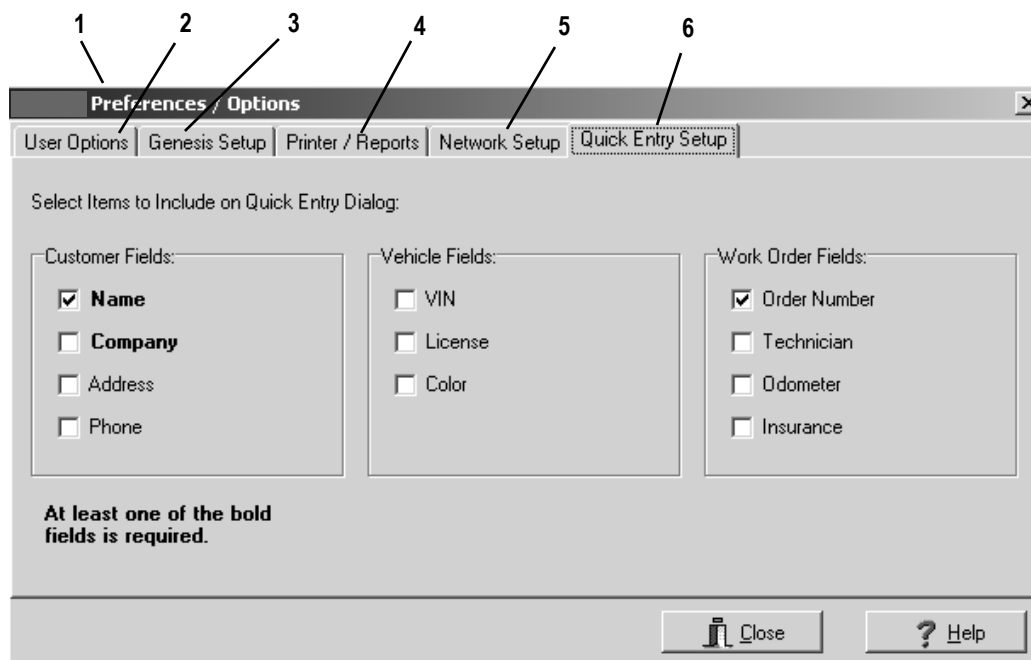 1 2 3 4 5 6
Preferences / Options
User Options Genesis Setup Printer / Reports Network Setup Quick Entry Setup
Select Items to Include on Quick Entry Dialog:
Customer Fields: Vehicle Fields: Work Order Fields:
Name VIN Order Number
Company License Technician
Address Color Odometer
Phone Insurance
At least one of the bold
fields is required.
Close ? Help